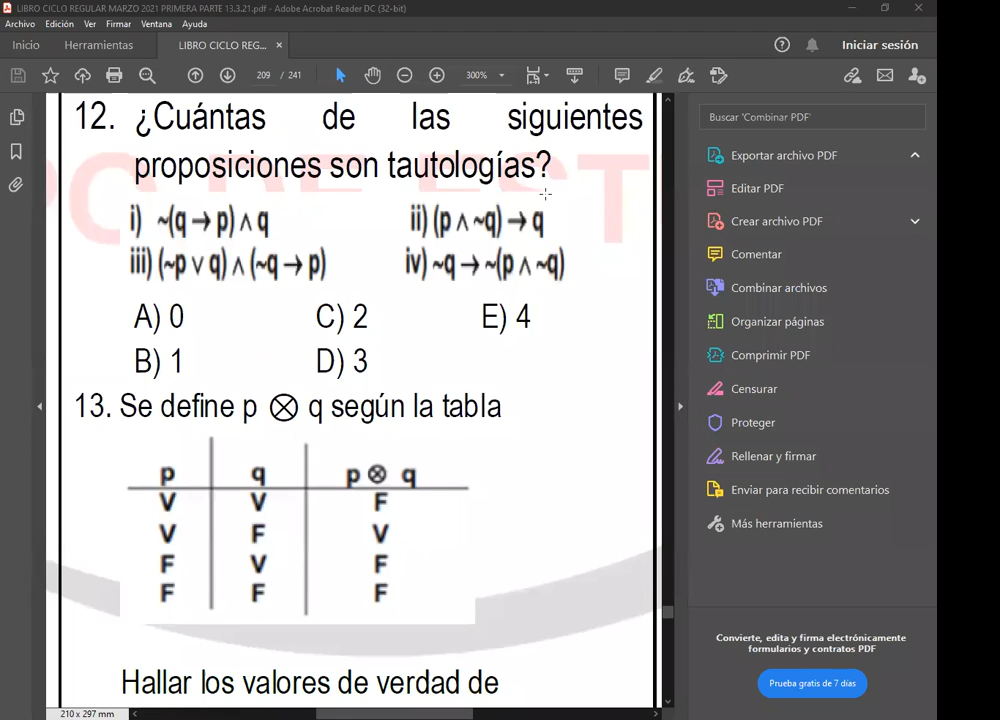 LIBRO CICLO REGULAR MARZO 2021 PRIMERA PARTE 13.3.21.pdf - Adobe Acrobat Reader DC (32-bit)
Archivo Edición Ver Firmar Ventana Ayuda
Inicio Herramientas LIBRO CICLO REG... × Iniciar sesión
209 / 241 300%
12. ¿Cuántas de las siguientes
proposiciones son tautologías?
i) ~(q → p) ∧ q ii) (p ∧ ~q) → q
iii) (~p ∨ q) ∧ (~q → p) iv) ~q → ~(p ∧ ~q)
A) 0 C) 2 E) 4
B) 1 D) 3
13. Se define p ⊗ q según la tabla
p q p ⊗ q
V V F
V F V
F V F
F F F
Hallar los valores de verdad de
210 x 297 mm
Buscar 'Combinar PDF'
Exportar archivo PDF
Editar PDF
Crear archivo PDF
Comentar
Combinar archivos
Organizar páginas
Comprimir PDF
Censurar
Proteger
Rellenar y firmar
Enviar para recibir comentarios
Más herramientas
Convierte, edita y firma electrónicamente
formularios y contratos PDF
Prueba gratis de 7 días